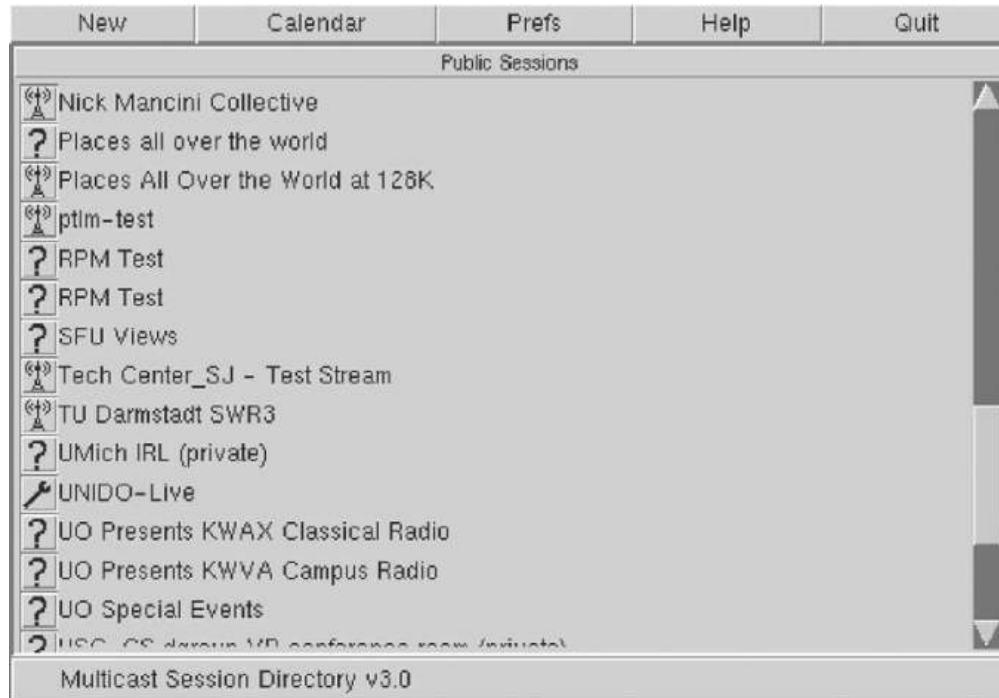 New Calendar Prefs Help Quit
Public Sessions
Nick Mancini Collective
? Places all over the world
Places All Over the World at 128K
ptlm-test
? RPM Test
? RPM Test
? SFU Views
Tech Center_SJ - Test Stream
TU Darmstadt SWR3
? UMich IRL (private)
UNIDO-Live
? UO Presents KWAX Classical Radio
? UO Presents KWVA Campus Radio
? UO Special Events
? conference room (private)
Multicast Session Directory v3.0